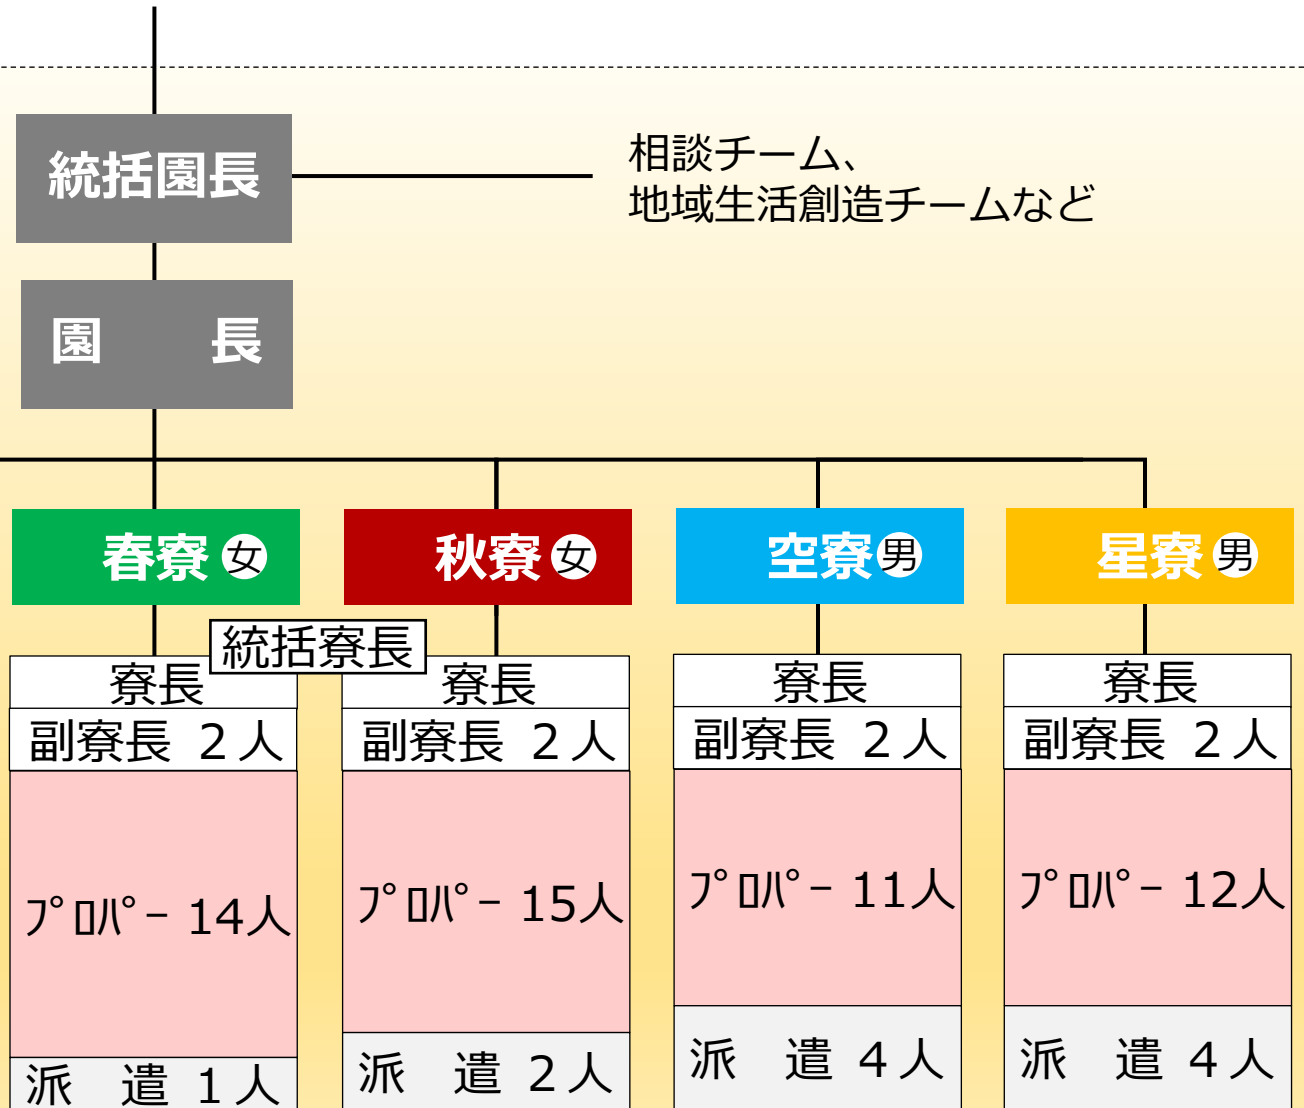 統括園長
相談チーム、
地域生活創造チームなど
園　　長
春寮 女
秋寮 女
空寮 男
星寮 男
統括寮長
寮長
寮長
寮長
寮長
副寮長 ２人
副寮長 ２人
副寮長 ２人
副寮長 ２人
ﾌﾟﾛﾊﾟｰ 14人
ﾌﾟﾛﾊﾟｰ 15人
ﾌﾟﾛﾊﾟｰ 11人
ﾌﾟﾛﾊﾟｰ 12人
派　遣 １人
派　遣 ２人
派　遣 ４人
派　遣 ４人